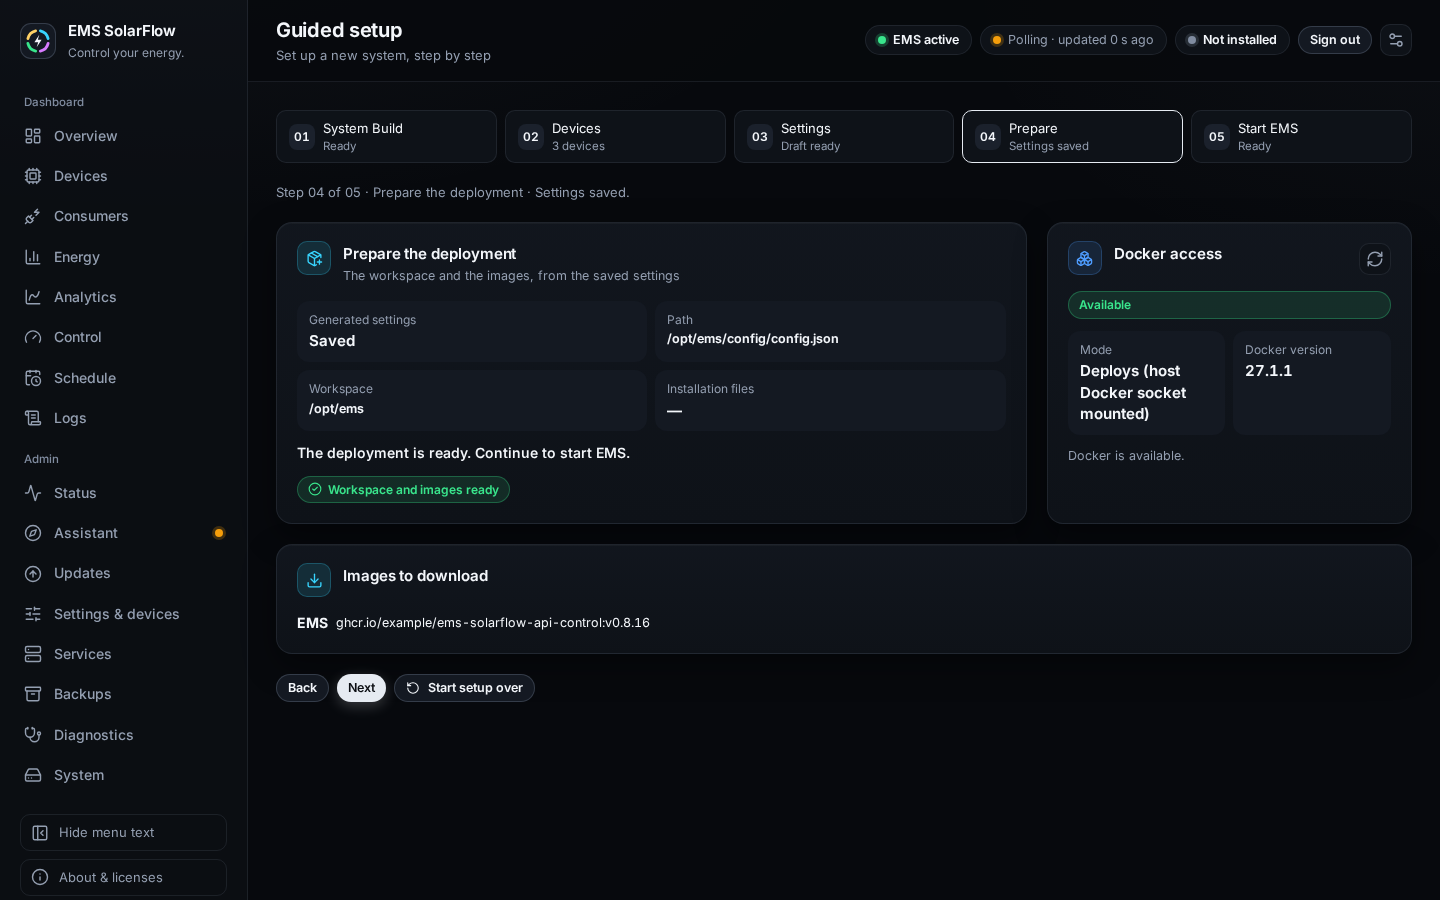 EMS SolarFlow
Control your energy.
Dashboard
Overview
Devices
Consumers
Energy
Analytics
Control
Schedule
Logs
Admin
Status
Assistant
Updates
Settings & devices
Services
Backups
Diagnostics
System
Hide menu text
About & licenses
Guided setup
Set up a new system, step by step
EMS active
Polling · updated 0 s ago
Not installed
Sign out
01
System Build
Ready
02
Devices
3 devices
03
Settings
Draft ready
04
Prepare
Settings saved
05
Start EMS
Ready
Step 04 of 05 · Prepare the deployment · Settings saved.
Prepare the deployment
The workspace and the images, from the saved settings
Generated settings
Saved
Path
/opt/ems/config/config.json
Workspace
/opt/ems
Installation files
—
The deployment is ready. Continue to start EMS.
Workspace and images ready
Docker access
Available
Mode
Deploys (host
Docker socket
mounted)
Docker version
27.1.1
Docker is available.
Images to download
EMS ghcr.io/example/ems-solarflow-api-control:v0.8.16
Back
Next
Start setup over